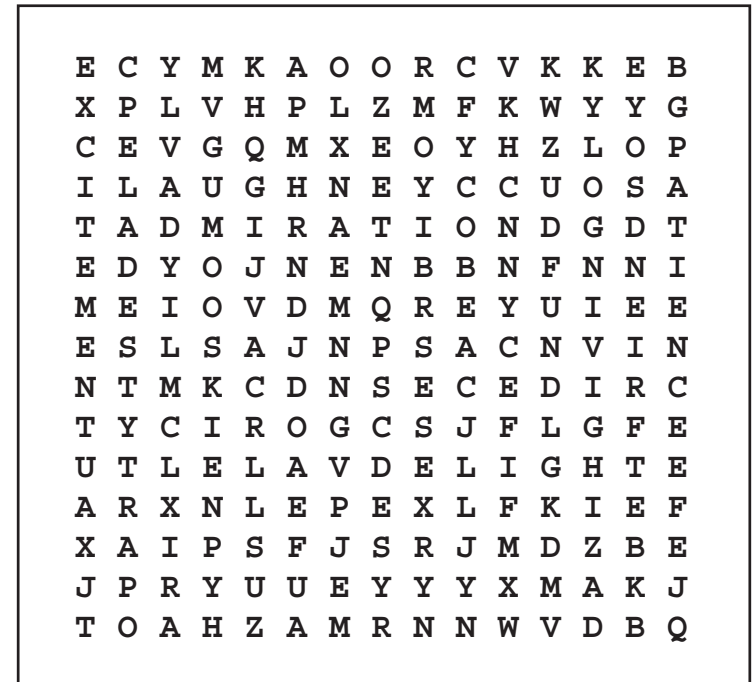 E C Y M K A O O R C V K K E B
X P L V H P L Z M F K W Y Y G
C E V G Q M X E O Y H Z L O P
I L A U G H N E Y C C U O S A
T A D M I R A T I O N D G D T
E D Y O J N E N B B N F N N I
M E I O V D M Q R E Y U I E E
E S L S A J N P S A C N V I N
N T M K C D N S E C E D I R C
T Y C I R O G C S J F L G F E
U T L E L A V D E L I G H T E
A R X N L E P E X L F K I E F
X A I P S F J S R J M D Z B E
J P R Y U U E Y Y Y X M A K J
T O A H Z A M R N N W V D B Q